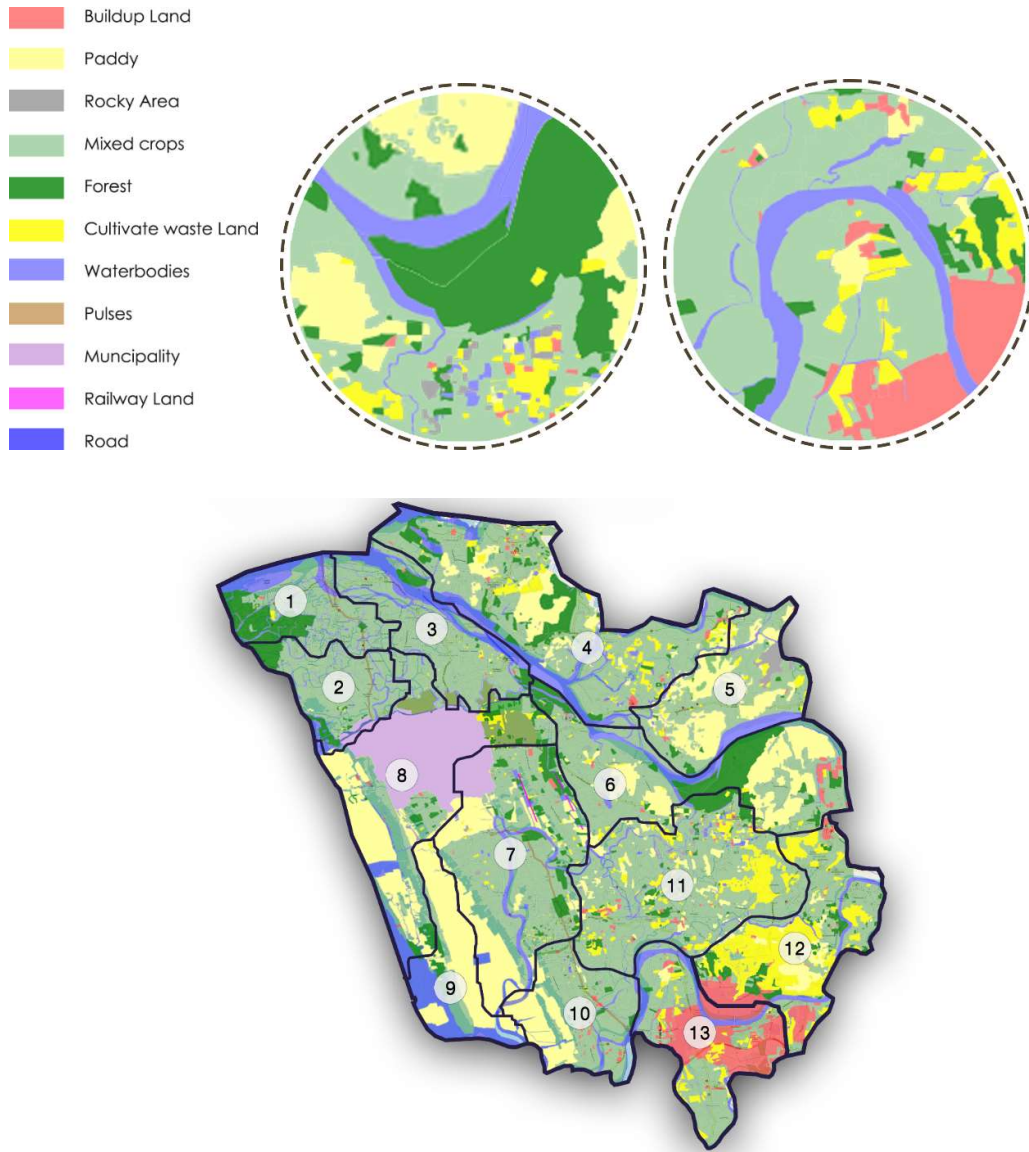 Buildup Land
Paddy
Rocky Area
Mixed crops
Forest
Cultivate waste Land
Waterbodies
Pulses
Muncipality
Railway Land
Road
1
3
2
4
5
8
6
7
11
12
9
10
13